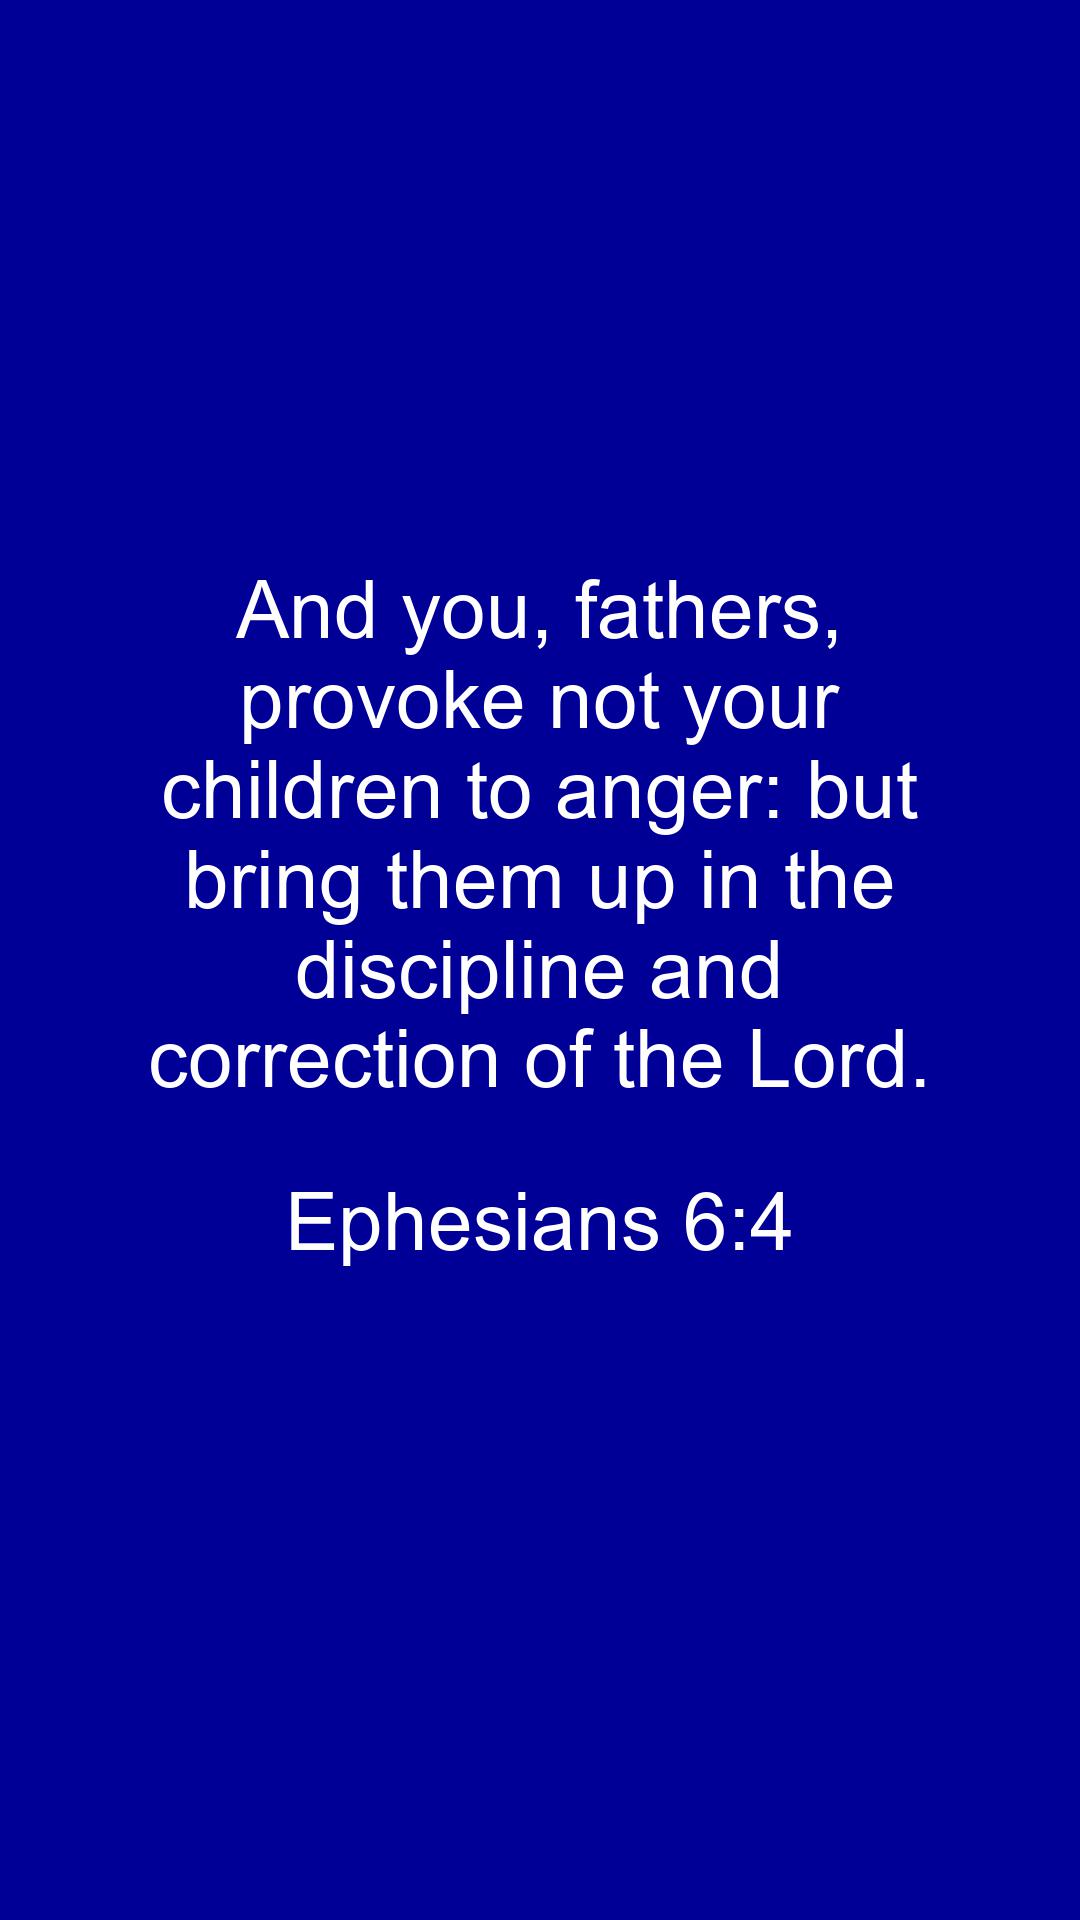 And you, fathers,
provoke not your
children to anger: but
bring them up in the
discipline and
correction of the Lord.
Ephesians 6:4